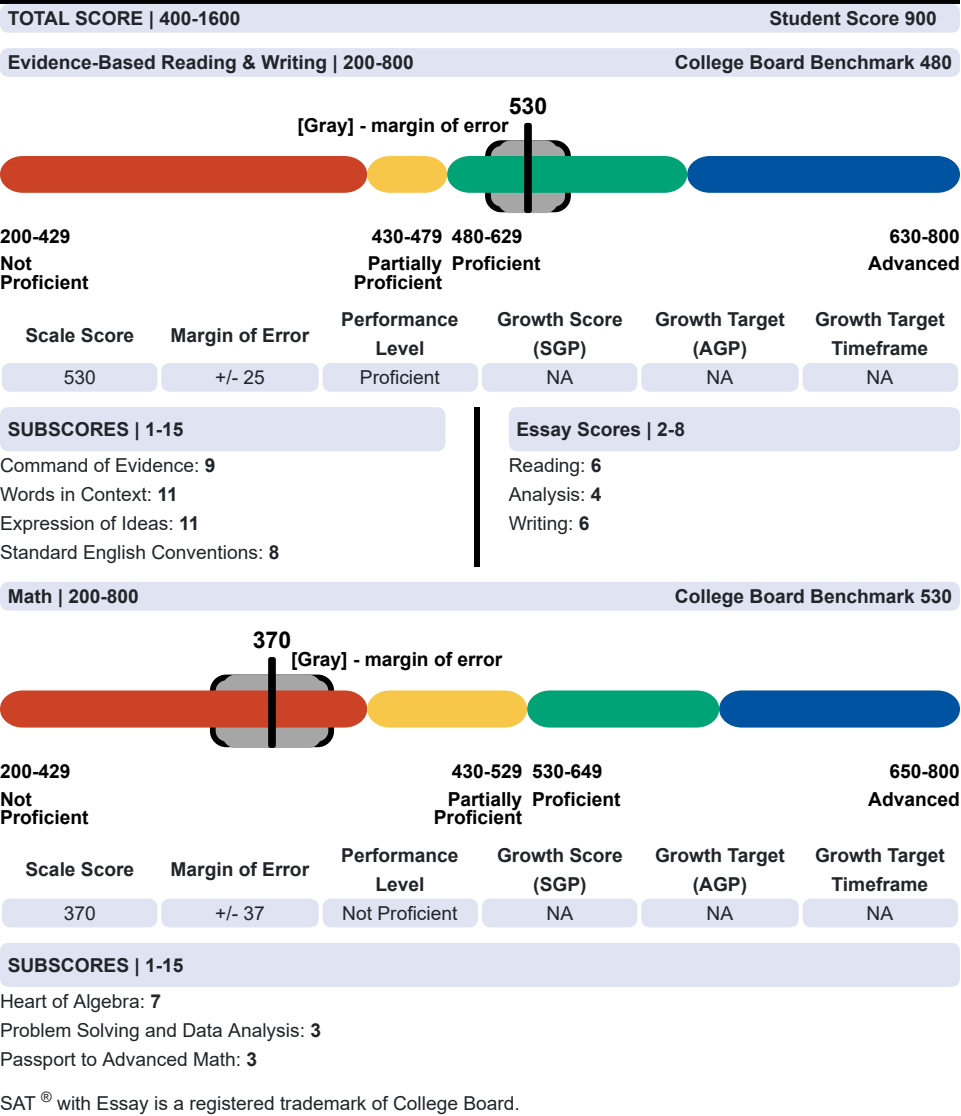 TOTAL SCORE | 400-1600 Student Score 900
Evidence-Based Reading & Writing | 200-800 College Board Benchmark 480
530
[Gray] - margin of error
200-429 430-479 480-629 630-800
Not Proficient Partially Proficient Proficient Advanced
Scale Score Margin of Error Performance Level Growth Score (SGP) Growth Target (AGP) Growth Target Timeframe
530 +/- 25 Proficient NA NA NA
SUBSCORES | 1-15
Command of Evidence: 9
Words in Context: 11
Expression of Ideas: 11
Standard English Conventions: 8
Essay Scores | 2-8
Reading: 6
Analysis: 4
Writing: 6
Math | 200-800 College Board Benchmark 530
370
[Gray] - margin of error
200-429 430-529 530-649 650-800
Not Proficient Partially Proficient Proficient Advanced
Scale Score Margin of Error Performance Level Growth Score (SGP) Growth Target (AGP) Growth Target Timeframe
370 +/- 37 Not Proficient NA NA NA
SUBSCORES | 1-15
Heart of Algebra: 7
Problem Solving and Data Analysis: 3
Passport to Advanced Math: 3
SAT ® with Essay is a registered trademark of College Board.